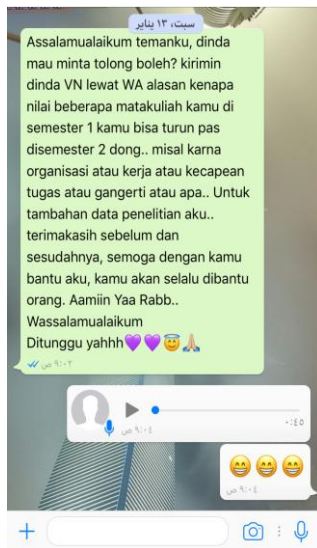 سبت، ١٣ يناير
Assalamualaikum temanku, dinda
mau minta tolong boleh? kirimin
dinda VN lewat WA alasan kenapa
nilai beberapa matakuliah kamu di
semester 1 kamu bisa turun pas
disemester 2 dong.. misal karna
organisasi atau kerja atau kecapean
tugas atau gangerti atau apa.. Untuk
tambahan data penelitian aku..
terimakasih sebelum dan
sesudahnya, semoga dengan kamu
bantu aku, kamu akan selalu dibantu
orang. Aamiin Yaa Rabb..
Wassalamualaikum
Ditunggu yahhh💜💜😇🙏🏼
٩:٠٢ ص
٠:٤٥
٩:٠٤ ص
😁😁😁
٩:٠٤ ص